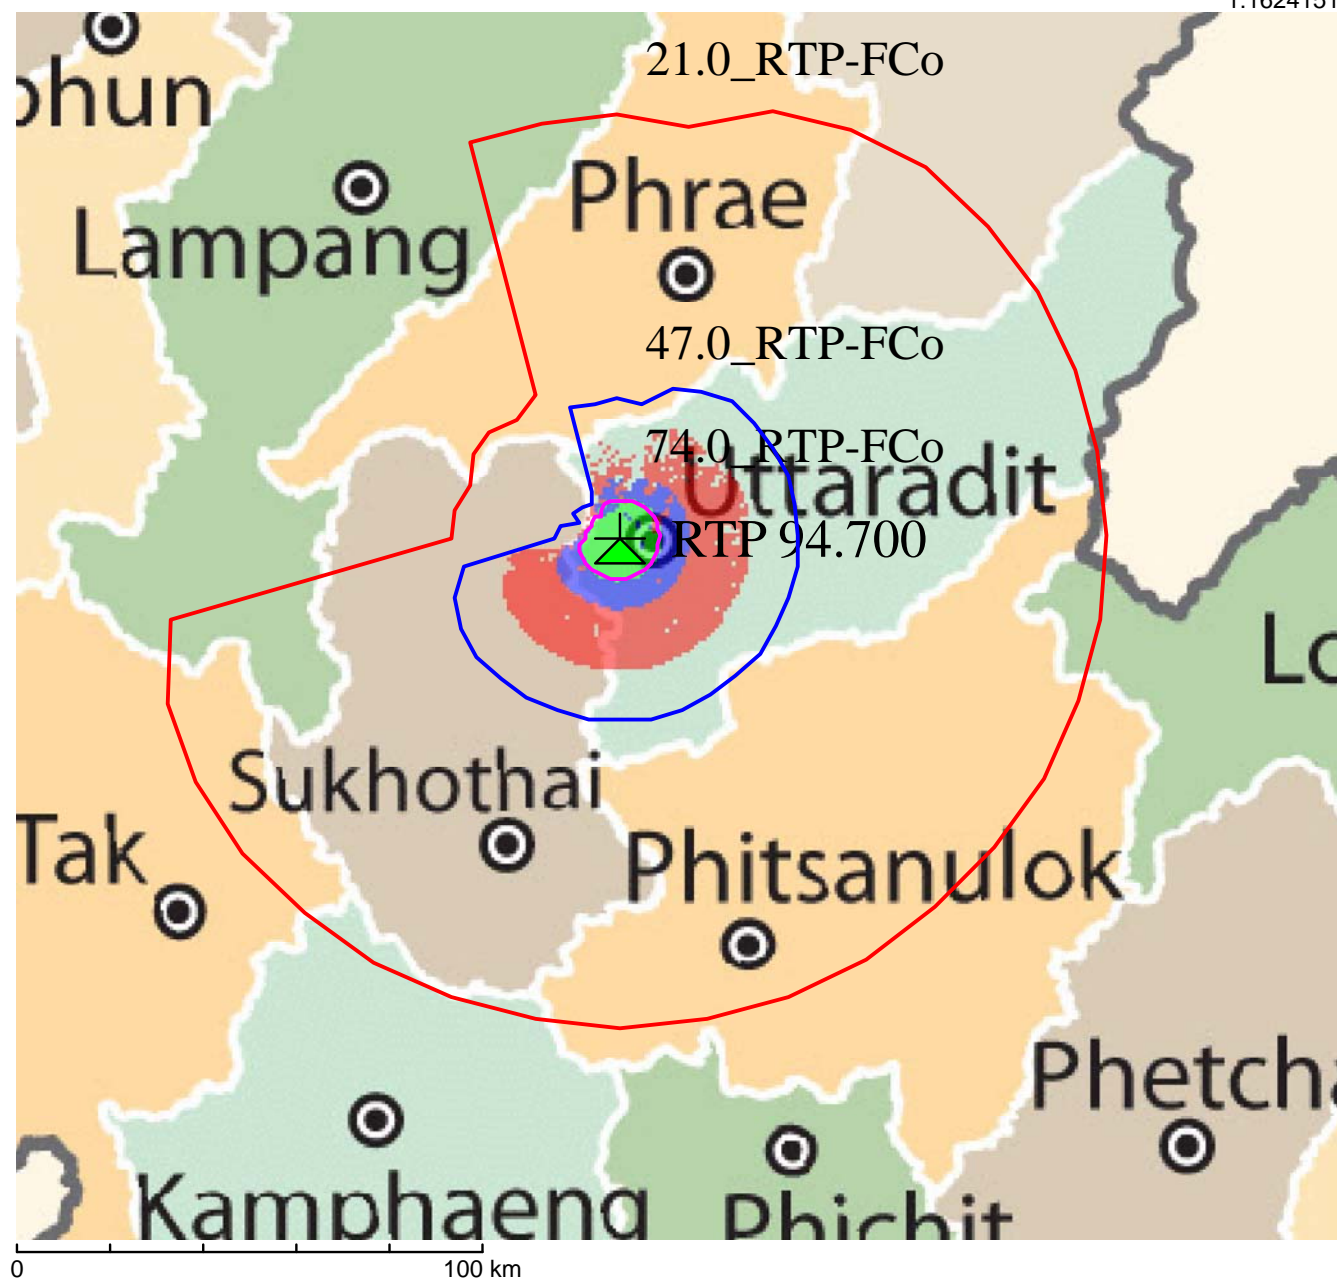 21.0_RTP-FCo
phun
Phrae
Lampang
47.0_RTP-FCo
74.0_RTP-FCo
Uttaradit
RTP 94.700
Sukhothai
Tak
Phitsanulok
Kamphaeng
Phichit
0
100 km